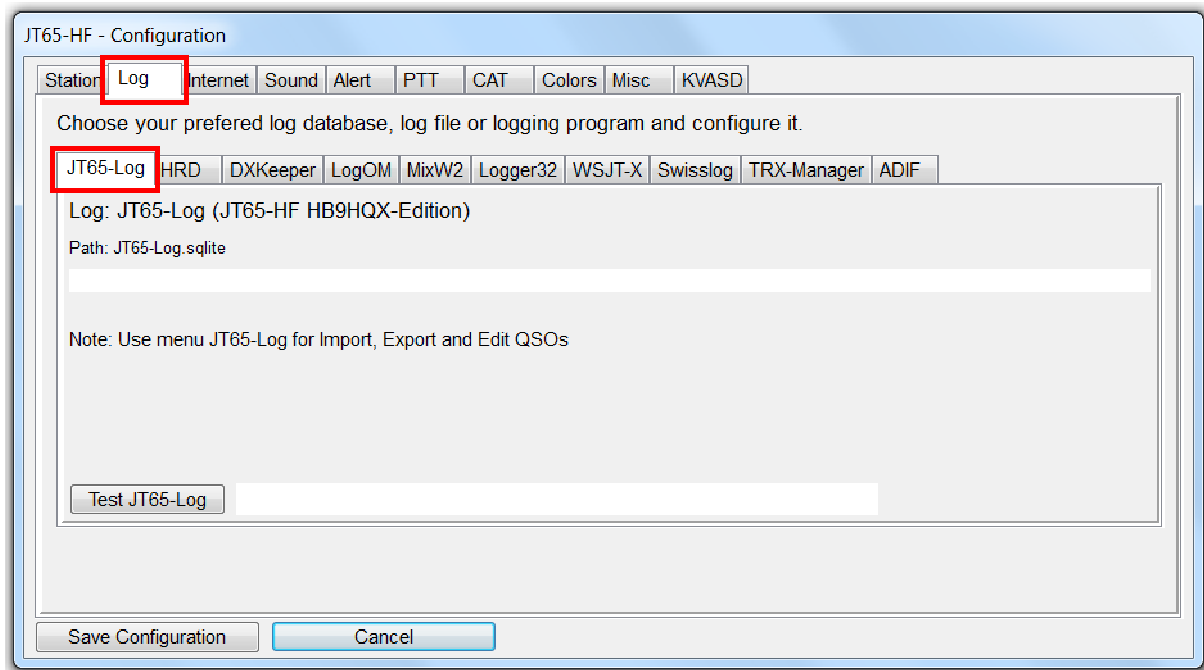 JT65-HF - Configuration
Station Log Internet Sound Alert PTT CAT Colors Misc KVASD
Choose your prefered log database, log file or logging program and configure it.
JT65-Log HRD DXKeeper LogOM MixW2 Logger32 WSJT-X Swisslog TRX-Manager ADIF
Log: JT65-Log (JT65-HF HB9HQX-Edition)
Path: JT65-Log.sqlite
Note: Use menu JT65-Log for Import, Export and Edit QSOs
Test JT65-Log
Save Configuration Cancel